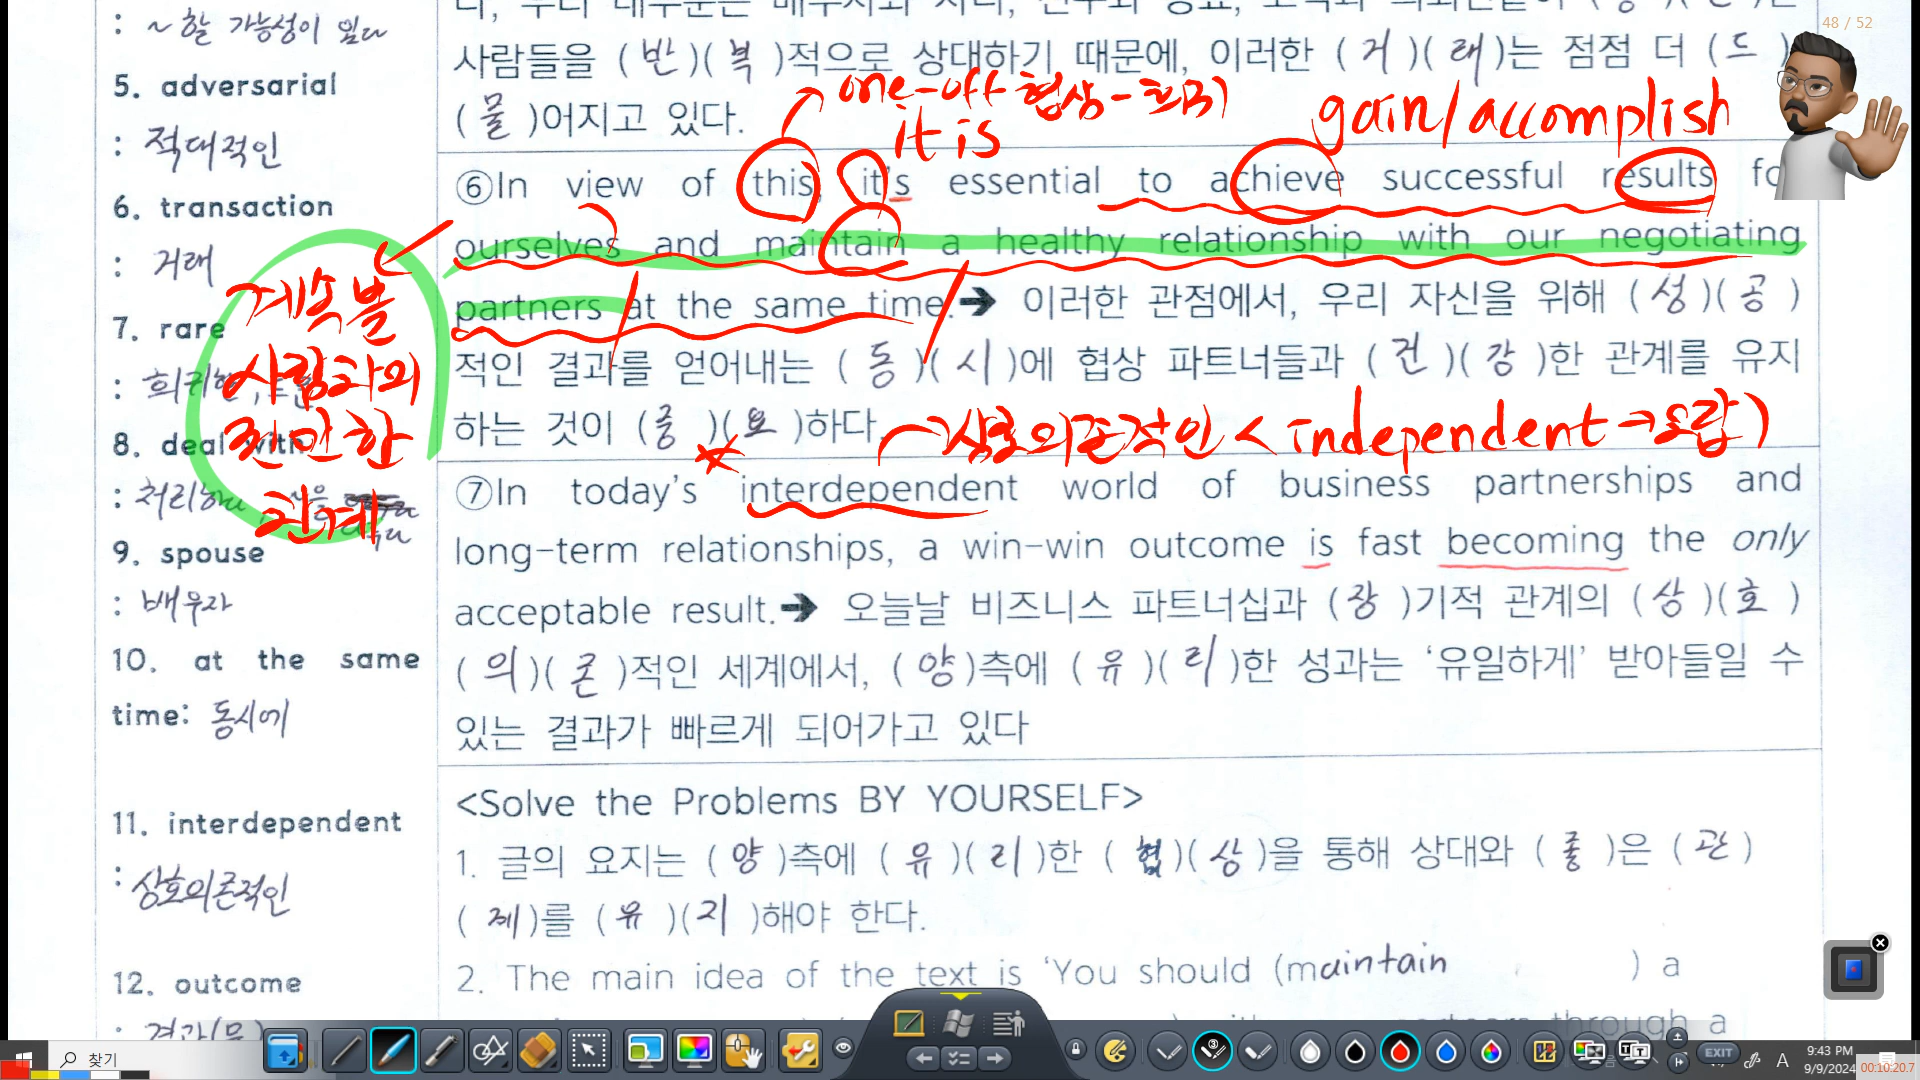 48 / 52
: ~할 가능성이 있다
5. adversarial
: 적대적인
6. transaction
: 거래
7. rare
8. deal with
9. spouse
: 배우자
10. at the same
time: 동시에
11. interdependent
: 상호의존적인
12. outcome
계속볼
사람과의
원만한
관계
사람들을 ( 반 )( 복 )적으로 상대하기 때문에, 이러한 ( 거 )( 래 )는 점점 더 ( 드 )
( 물 )어지고 있다.
one-off 협상-희귀
it is
gain/accomplish
⑥In view of this, it's essential to achieve successful results for
ourselves and maintain a healthy relationship with our negotiating
partners at the same time.➔ 이러한 관점에서, 우리 자신을 위해 ( 성 )( 공 )
적인 결과를 얻어내는 ( 동 )( 시 )에 협상 파트너들과 ( 건 )( 강 )한 관계를 유지
하는 것이 ( 중 )( 요 )하다.
상호의존적인 < independent → 독립)
⑦In today's interdependent world of business partnerships and
long-term relationships, a win-win outcome is fast becoming the only
acceptable result.➔ 오늘날 비즈니스 파트너십과 ( 장 )기적 관계의 ( 상 )( 호 )
( 의 )( 존 )적인 세계에서, ( 양 )측에 ( 유 )( 리 )한 성과는 '유일하게' 받아들일 수
있는 결과가 빠르게 되어가고 있다
<Solve the Problems BY YOURSELF>
1. 글의 요지는 ( 양 )측에 ( 유 )( 리 )한 ( 협 )( 상 )을 통해 상대와 ( 좋 )은 ( 관 )
( 계 )를 ( 유 )( 지 )해야 한다.
2. The main idea of the text is 'You should (maintain ) a
through a
찾기
EXIT
A
9:43 PM
9/9/2024
00:10:20.7